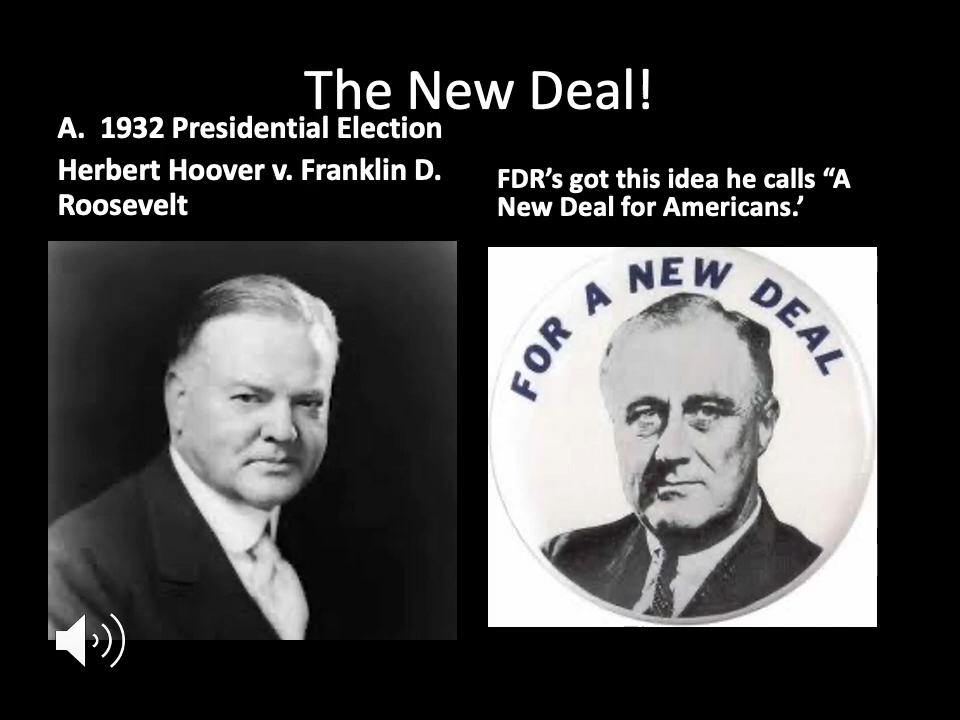 The New Deal!
A. 1932 Presidential Election
Herbert Hoover v. Franklin D.
Roosevelt
FDR’s got this idea he calls “A
New Deal for Americans.’
FOR A NEW DEAL